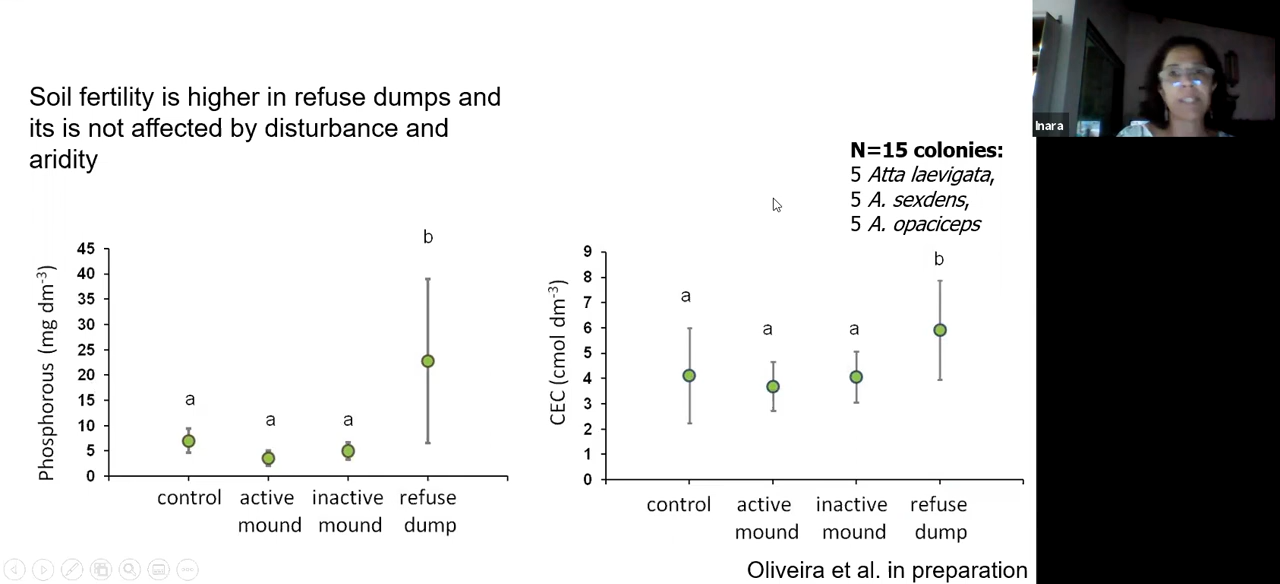 Soil fertility is higher in refuse dumps and
its is not affected by disturbance and
aridity
Inara
N=15 colonies:
5 Atta laevigata,
5 A. sexdens,
5 A. opaciceps
Phosphorous (mg dm-3)
45
40
35
30
25
20
15
10
5
0
a
a
a
b
control
active mound
inactive mound
refuse dump
CEC (cmol dm-3)
9
8
7
6
5
4
3
2
1
0
a
a
a
b
control
active mound
inactive mound
refuse dump
Oliveira et al. in preparation